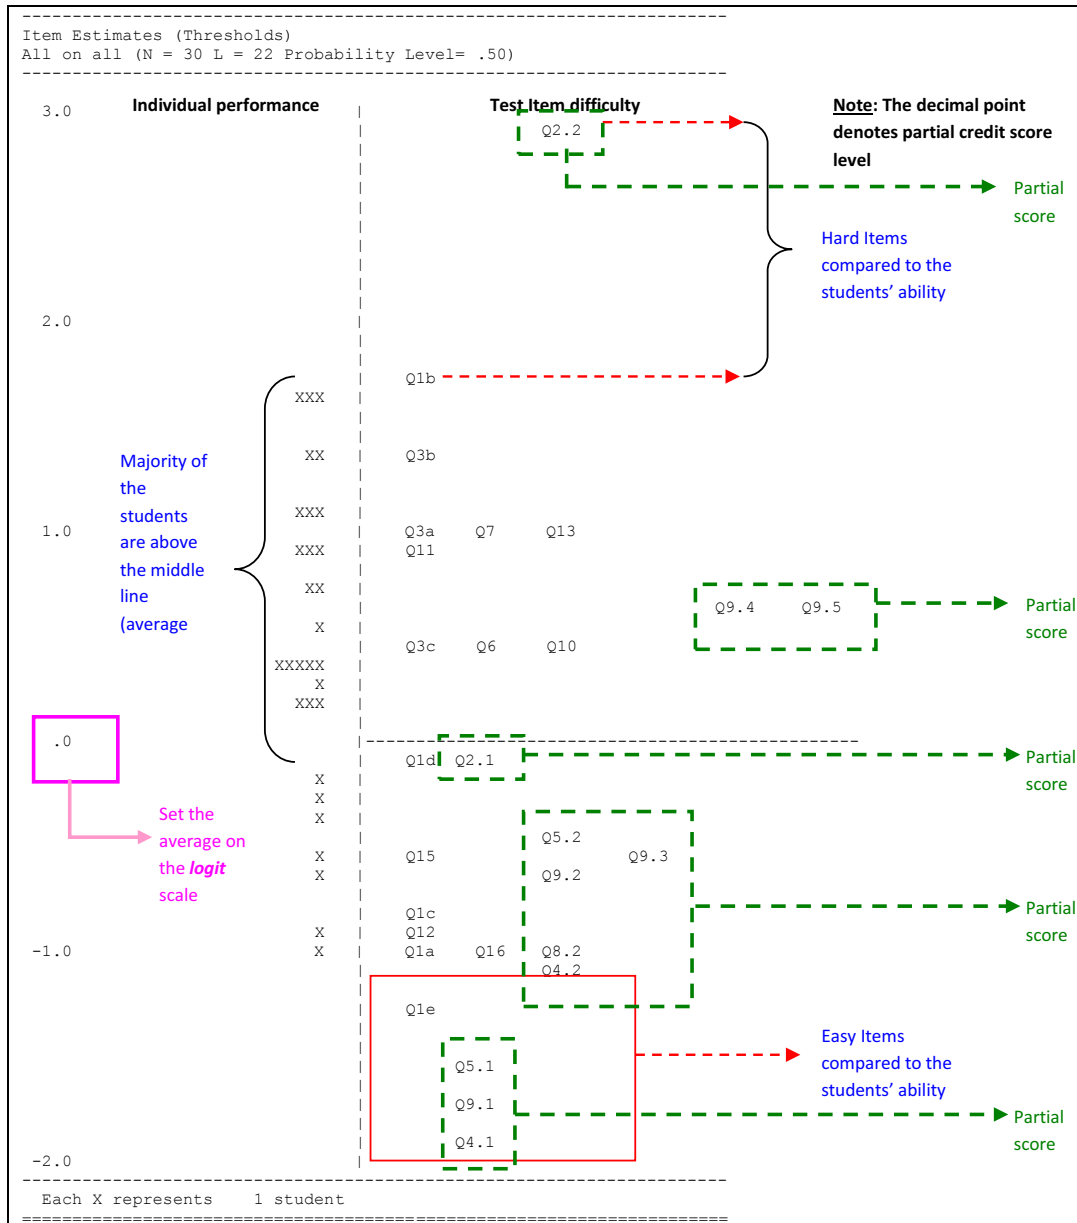 --------------------------------------------------------------------
Item Estimates (Thresholds)
All on all (N = 30 L = 22 Probability Level= .50)
--------------------------------------------------------------------
3.0 Individual performance | Test Item difficulty Note: The decimal point
Q2.2 denotes partial credit score
level
Partial
score
Hard Items
compared to the
students' ability
2.0
Q1b
XXX
XX Q3b
Majority of
the
students
are above
the middle
line
(average
XXX
1.0 Q3a Q7 Q13
XXX Q11
XX
Q9.4 Q9.5 Partial
score
X
Q3c Q6 Q10
XXXXX
X
XXX
.0
Q1d Q2.1 Partial
score
X
X
X
Set the
average on
the logit
scale
Q5.2
X Q15 Q9.3
X Q9.2
Q1c
Partial
score
X Q12
-1.0 X Q1a Q16 Q8.2
Q4.2
Q1e
Easy Items
compared to the
students' ability
Q5.1
Q9.1
Partial
score
Q4.1
-2.0
--------------------------------------------------------------------
Each X represents 1 student
====================================================================